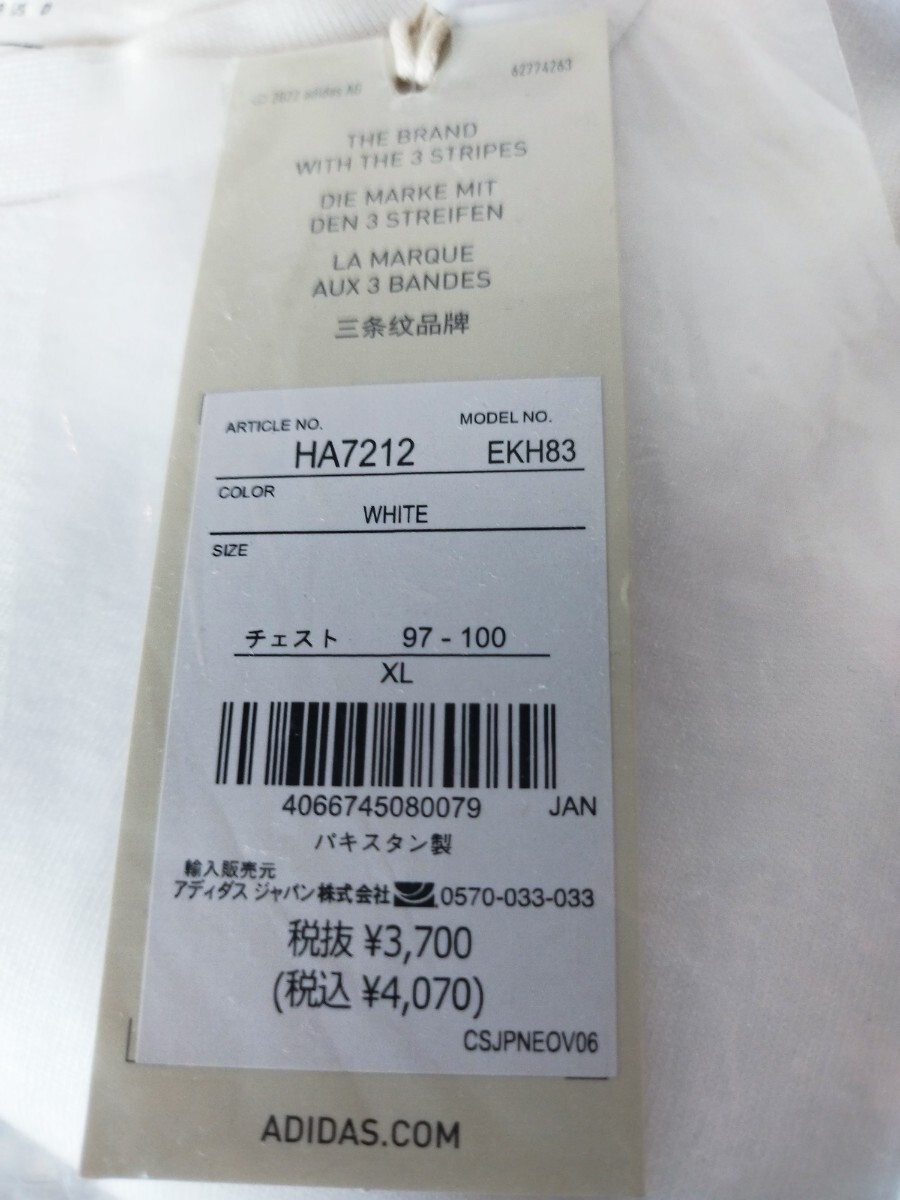 (C) 2022 adidas AG
62774263
THE BRAND
WITH THE 3 STRIPES
DIE MARKE MIT
DEN 3 STREIFEN
LA MARQUE
AUX 3 BANDES
三条纹品牌
ARTICLE NO. MODEL NO.
HA7212 EKH83
COLOR
WHITE
SIZE
チェスト 97 - 100
XL
4066745080079 JAN
パキスタン製
輸入販売元
アディダス ジャパン株式会社 0570-033-033
税抜 ¥3,700
(税込 ¥4,070)
CSJPNEOV06
ADIDAS.COM